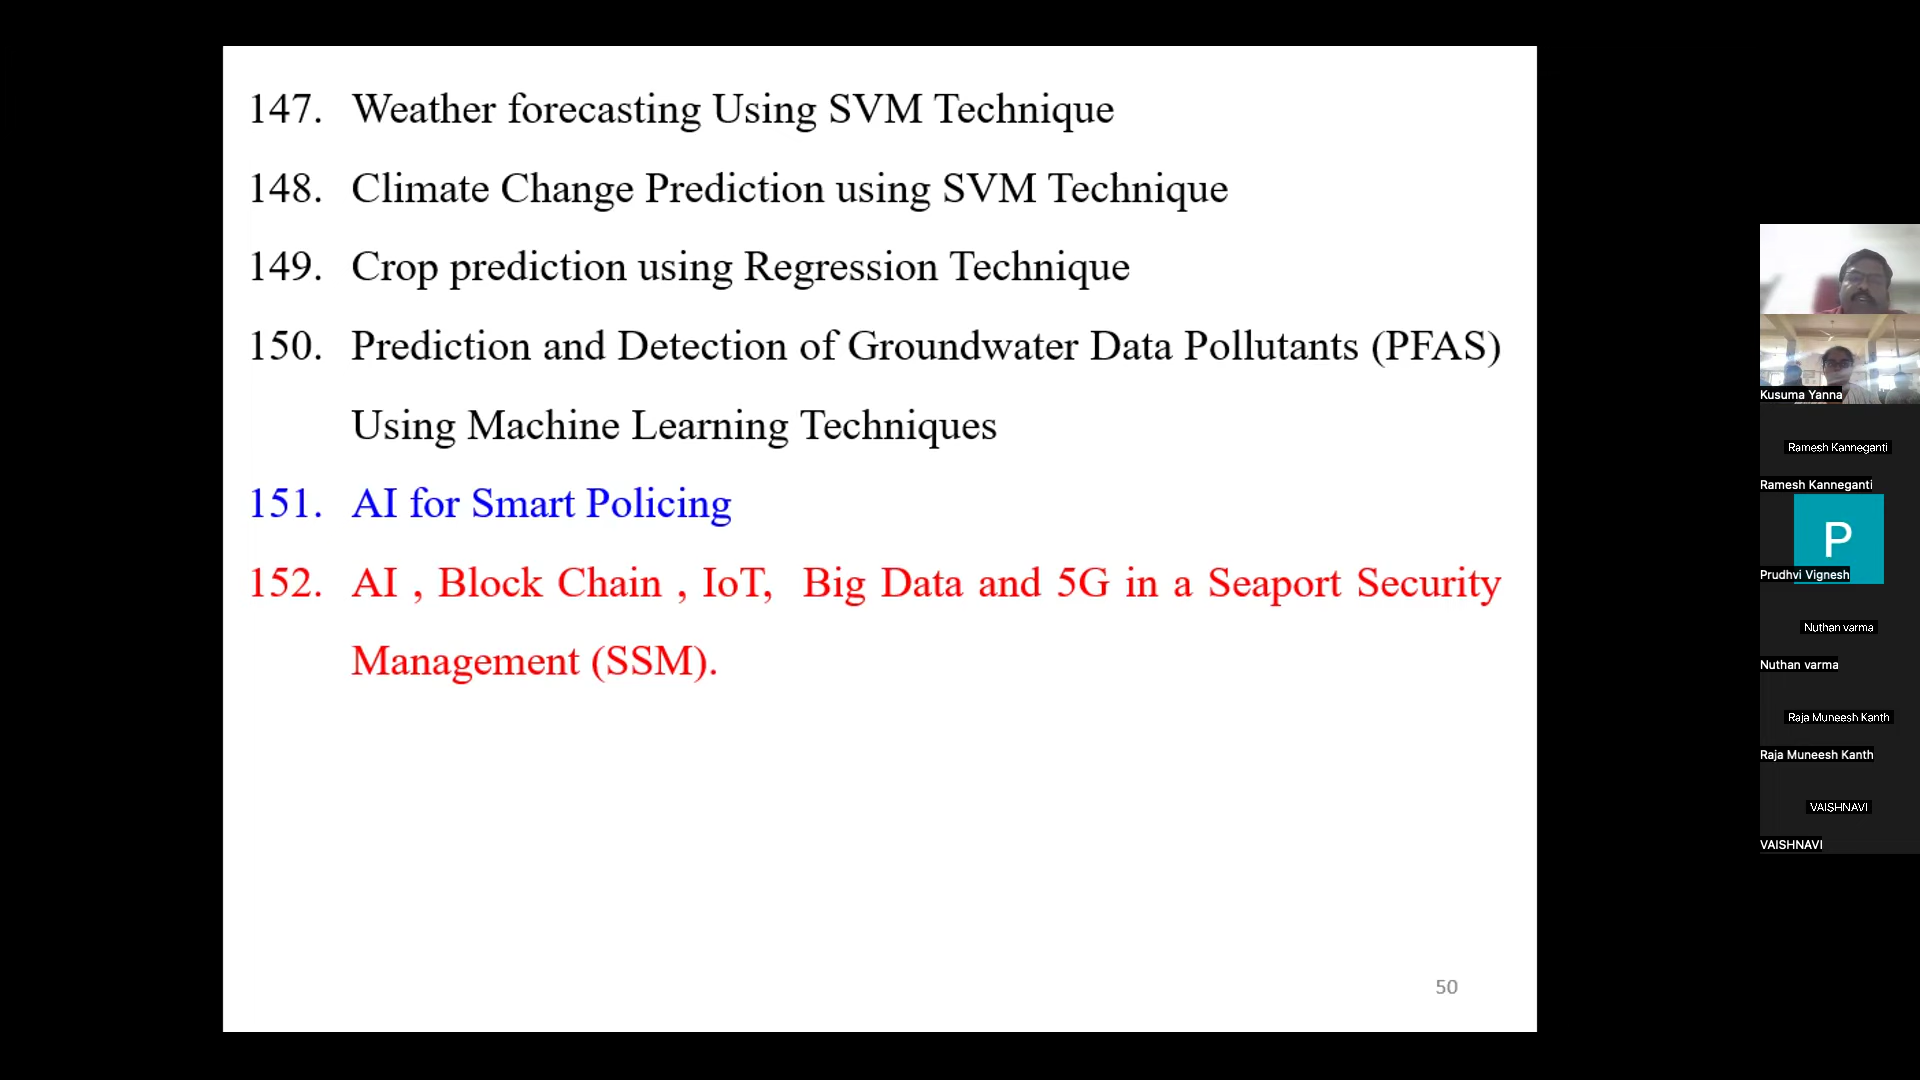 147. Weather forecasting Using SVM Technique
148. Climate Change Prediction using SVM Technique
149. Crop prediction using Regression Technique
150. Prediction and Detection of Groundwater Data Pollutants (PFAS)
Using Machine Learning Techniques
151. AI for Smart Policing
152. AI , Block Chain , IoT, Big Data and 5G in a Seaport Security
Management (SSM).
50
Kusuma Yanna
Ramesh Kanneganti
Ramesh Kanneganti
P
Prudhvi Vignesh
Nuthan varma
Nuthan varma
Raja Muneesh Kanth
Raja Muneesh Kanth
VAISHNAVI
VAISHNAVI